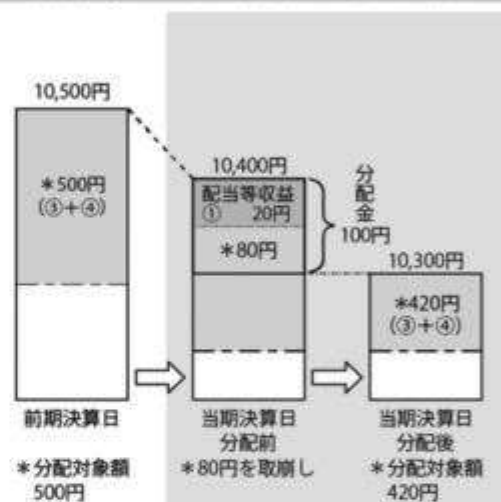 10,500円
*500円
(③+④)
前期決算日
*分配対象額
500円
10,400円
配当等収益
① 20円
*80円
分配金
100円
当期決算日
分配前
*80円を取崩し
10,300円
*420円
(③+④)
当期決算日
分配後
*分配対象額
420円